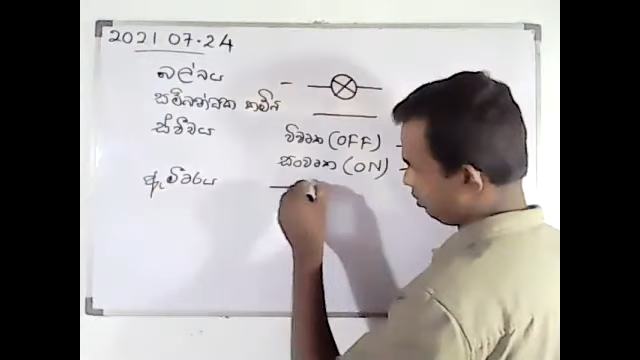 2021 07.24
බල්බය -
සම්බන්ධක කම්බි
ස්විචය
විවෘත (OFF) -
සංවෘත (ON) -
ඇමීටරය